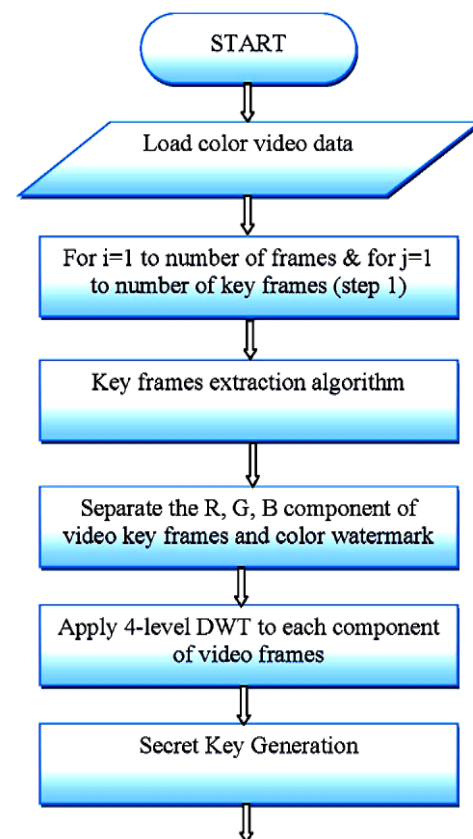 START
Load color video data
For i=1 to number of frames & for j=1
to number of key frames (step 1)
Key frames extraction algorithm
Separate the R, G, B component of
video key frames and color watermark
Apply 4-level DWT to each component
of video frames
Secret Key Generation